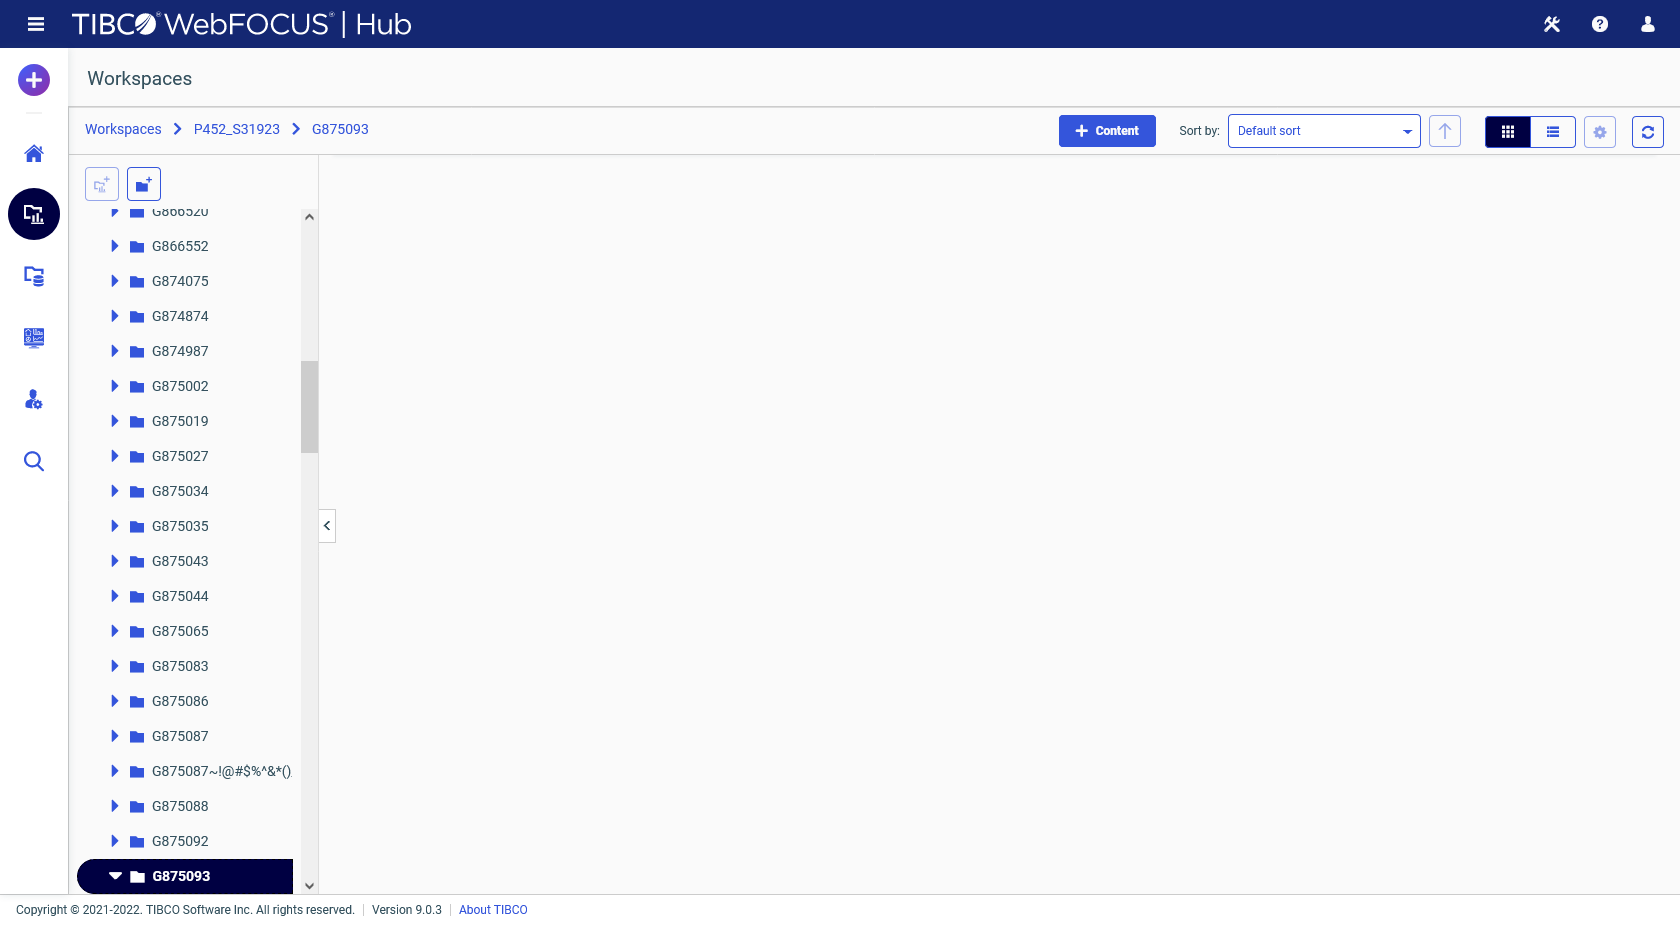 TIBCO® WebFOCUS® | Hub
Workspaces
Workspaces P452_S31923 G875093
+ Content
Sort by:
Default sort
G866520
G866552
G874075
G874874
G874987
G875002
G875019
G875027
G875034
G875035
G875043
G875044
G875065
G875083
G875086
G875087
G875087~!@#$%^&*()
G875088
G875092
G875093
Copyright © 2021-2022. TIBCO Software Inc. All rights reserved. | Version 9.0.3 | About TIBCO